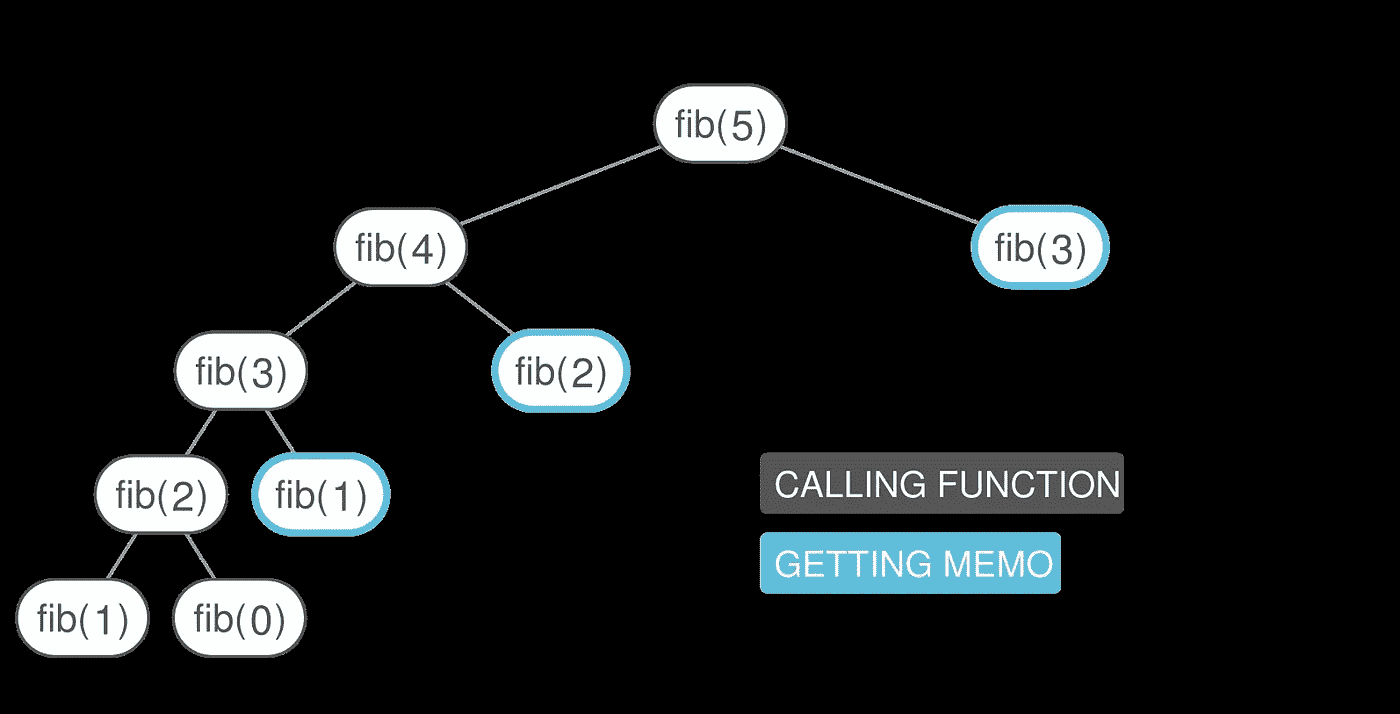 fib(5)
fib(4)
fib(3)
fib(3)
fib(2)
fib(2)
fib(1)
CALLING FUNCTION
GETTING MEMO
fib(1)
fib(0)